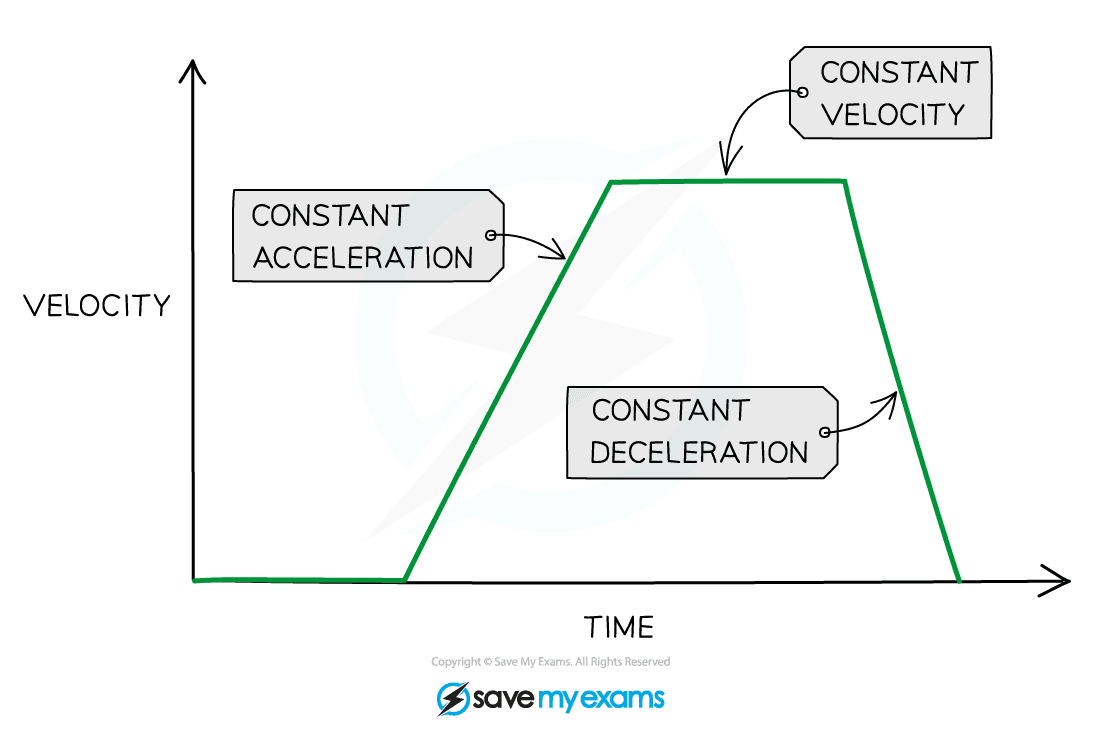 CONSTANT
VELOCITY
CONSTANT
ACCELERATION
VELOCITY
CONSTANT
DECELERATION
TIME
Copyright © Save My Exams. All Rights Reserved
save my exams